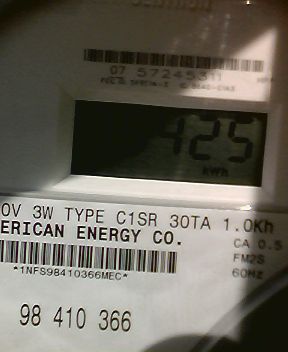 07 57245311
425
kWh
0V 3W TYPE C1SR 30TA 1.0Kh
ERICAN ENERGY CO.
CA 0.5
FM2S
60HZ
*1NFS98410366MEC*
98 410 366